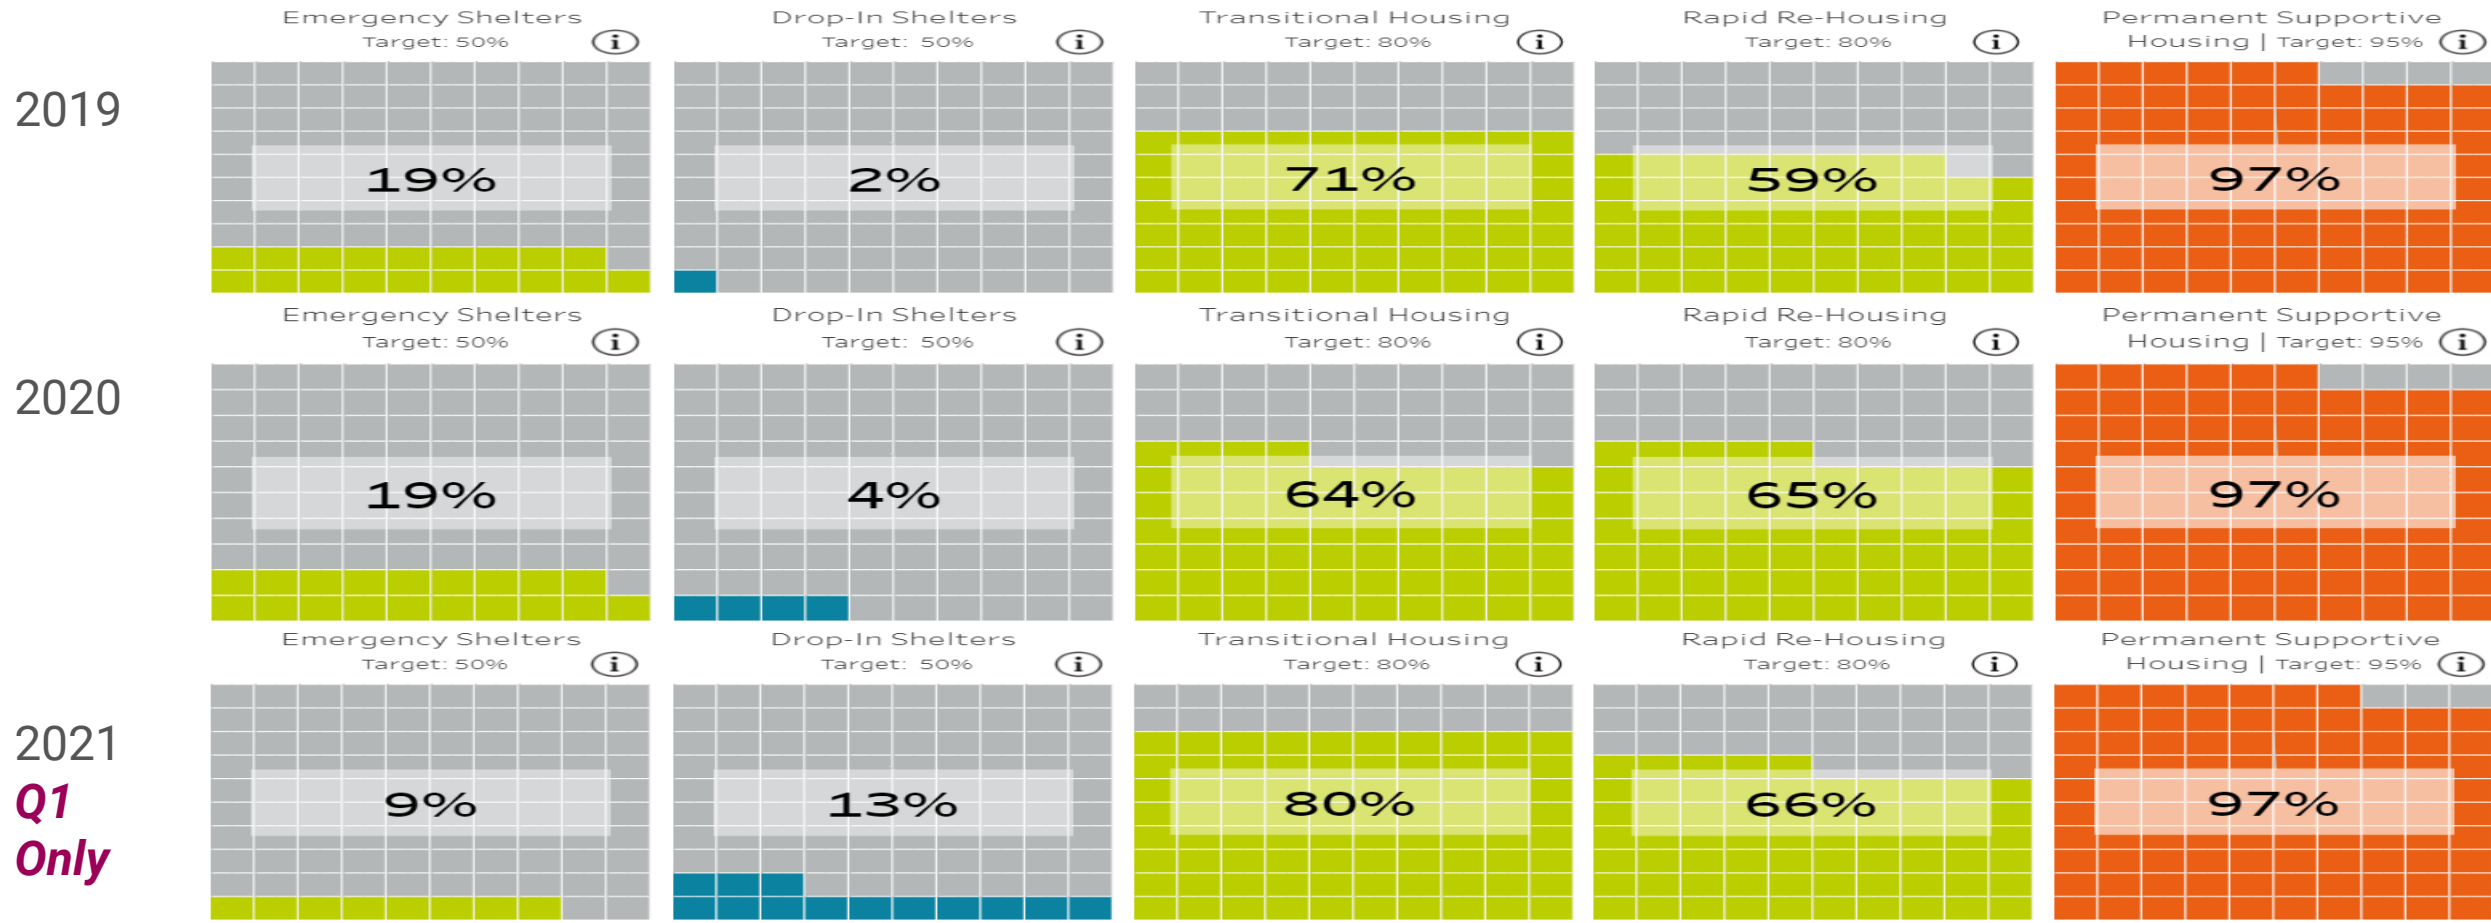 Emergency Shelters
Target: 50%
i
Drop-In Shelters
Target: 50%
i
Transitional Housing
Target: 80%
i
Rapid Re-Housing
Target: 80%
i
Permanent Supportive
Housing | Target: 95%
i
2019
19%
2%
71%
59%
97%
Emergency Shelters
Target: 50%
i
Drop-In Shelters
Target: 50%
i
Transitional Housing
Target: 80%
i
Rapid Re-Housing
Target: 80%
i
Permanent Supportive
Housing | Target: 95%
i
2020
19%
4%
64%
65%
97%
Emergency Shelters
Target: 50%
i
Drop-In Shelters
Target: 50%
i
Transitional Housing
Target: 80%
i
Rapid Re-Housing
Target: 80%
i
Permanent Supportive
Housing | Target: 95%
i
2021
Q1
Only
9%
13%
80%
66%
97%